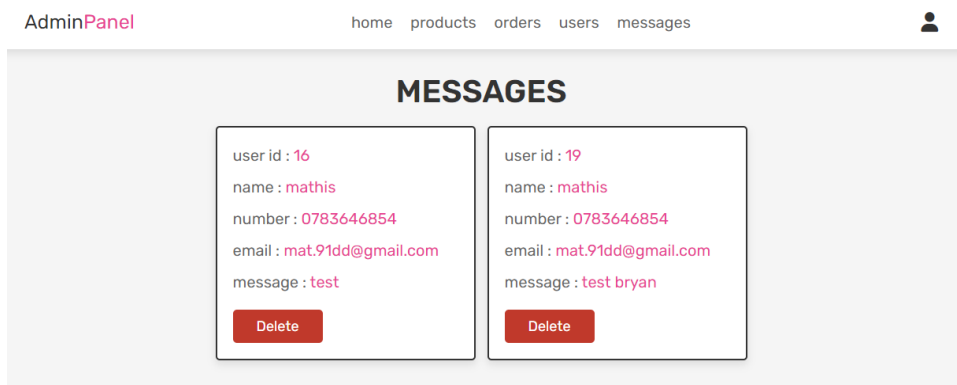 AdminPanel home products orders users messages
MESSAGES
user id : 16
name : mathis
number : 0783646854
email : mat.91dd@gmail.com
message : test
Delete
user id : 19
name : mathis
number : 0783646854
email : mat.91dd@gmail.com
message : test bryan
Delete